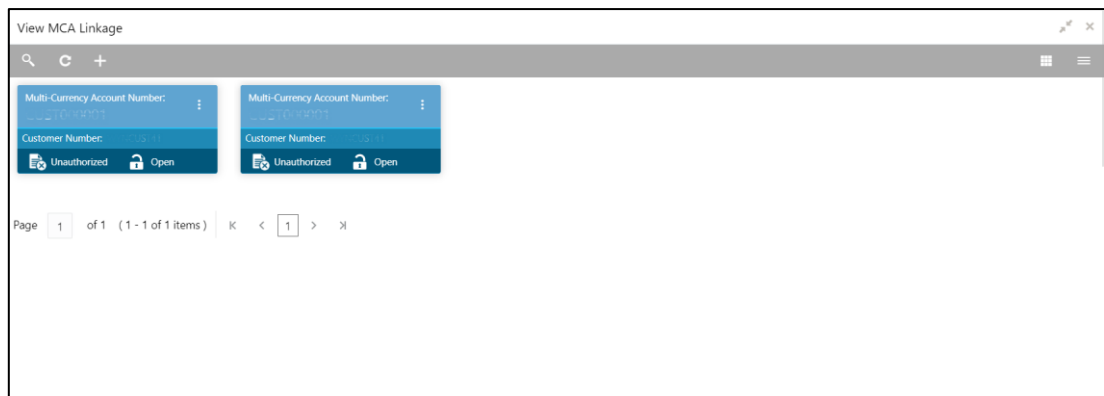 View MCA Linkage
Multi-Currency Account Number:
Multi-Currency Account Number:
Customer Number:
Customer Number:
Unauthorized Open
Unauthorized Open
Page 1 of 1 ( 1 - 1 of 1 items ) 1